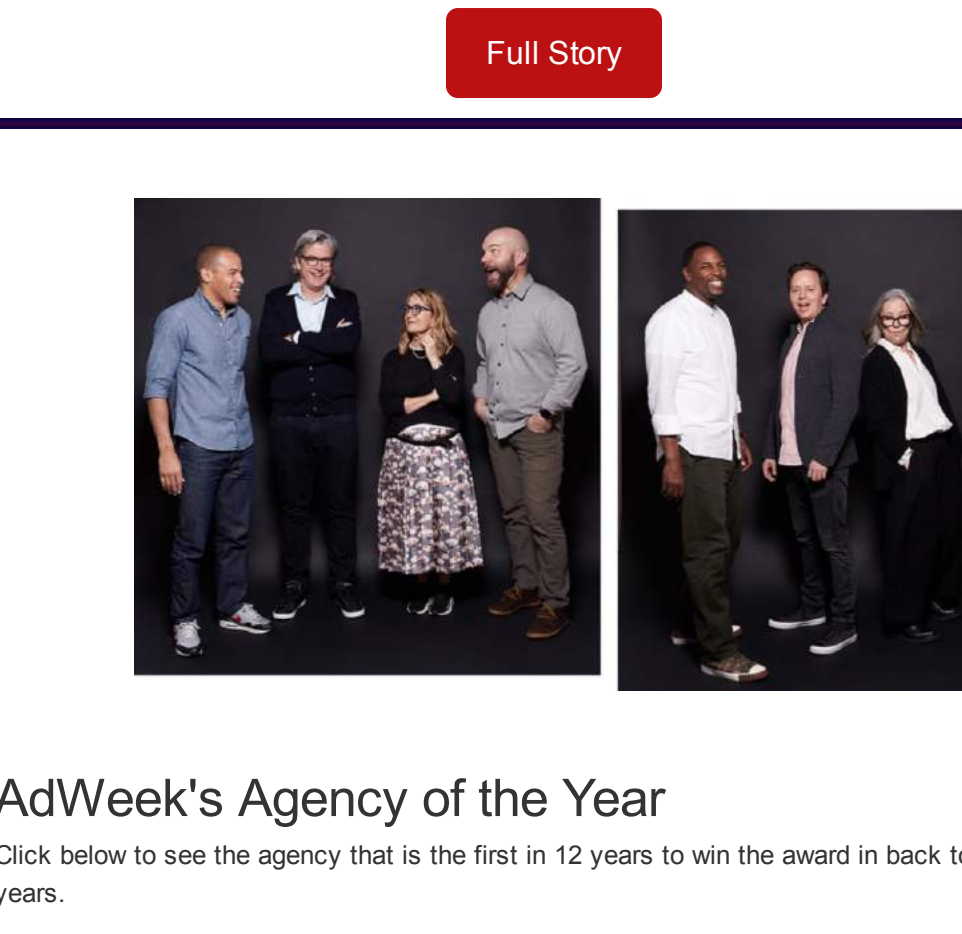 Full Story
AdWeek's Agency of the Year
Click below to see the agency that is the first in 12 years to win the award in back to
years.